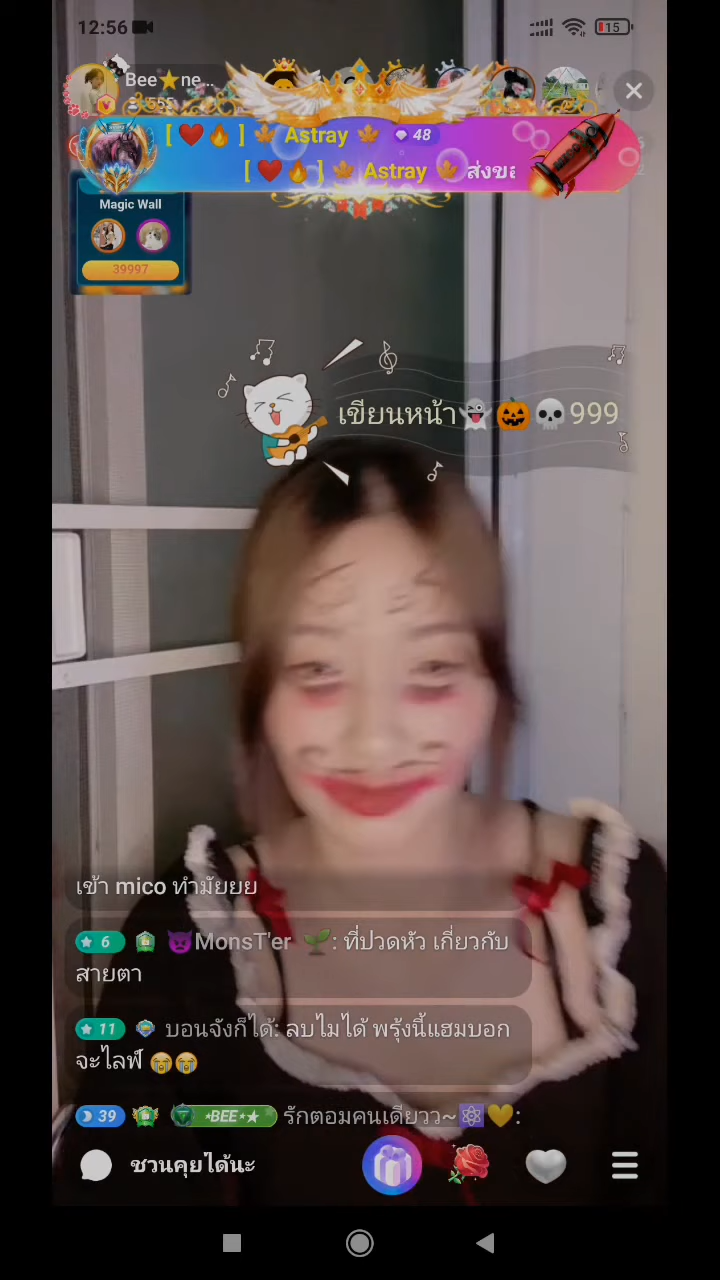 12:56
15
Bee⭐ne...
555
[ ❤️🔥 ] 🍁 Astray 🍁 48
[ ❤️🔥 ] 🍁 Astray 🍁 ส่งขอ
Magic Wall
39997
เขียนหน้า👻🎃💀999
เข้า mico ทำมัยยย
6 😈MonsT'er 🌱: ที่ปวดหัว เกี่ยวกับ
สายตา
11 บอนจังก็ได้: ลบไม่ได้ พรุ้งนี้แฮมบอก
จะไลฟ์ 😭😭
39 ★BEE★★ รักตอมคนเดียวว~⚛️💛:
ชวนคุยได้นะ